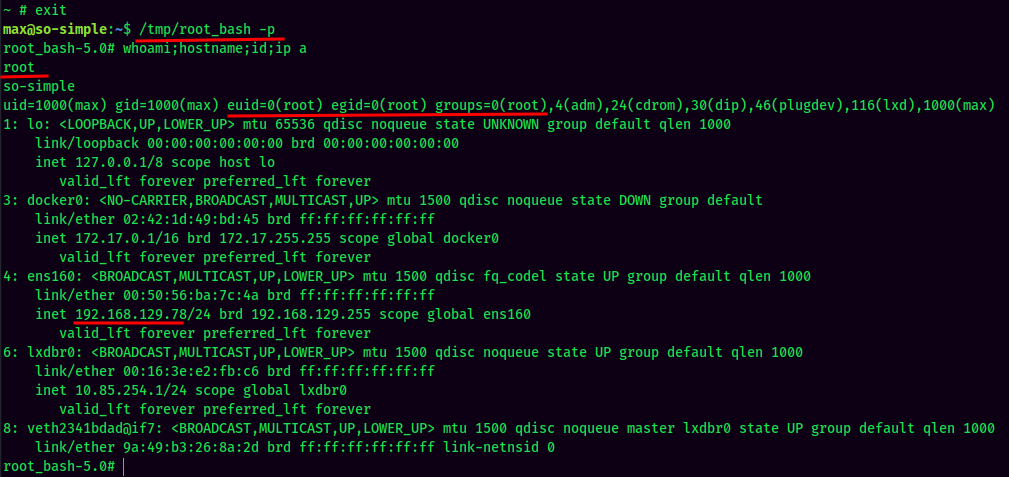 ~ # exit
max@so-simple:~$ /tmp/root_bash -p
root_bash-5.0# whoami;hostname;id;ip a
root
so-simple
uid=1000(max) gid=1000(max) euid=0(root) egid=0(root) groups=0(root),4(adm),24(cdrom),30(dip),46(plugdev),116(lxd),1000(max)
1: lo: <LOOPBACK,UP,LOWER_UP> mtu 65536 qdisc noqueue state UNKNOWN group default qlen 1000
    link/loopback 00:00:00:00:00:00 brd 00:00:00:00:00:00
    inet 127.0.0.1/8 scope host lo
       valid_lft forever preferred_lft forever
3: docker0: <NO-CARRIER,BROADCAST,MULTICAST,UP> mtu 1500 qdisc noqueue state DOWN group default
    link/ether 02:42:1d:49:bd:45 brd ff:ff:ff:ff:ff:ff
    inet 172.17.0.1/16 brd 172.17.255.255 scope global docker0
       valid_lft forever preferred_lft forever
4: ens160: <BROADCAST,MULTICAST,UP,LOWER_UP> mtu 1500 qdisc fq_codel state UP group default qlen 1000
    link/ether 00:50:56:ba:7c:4a brd ff:ff:ff:ff:ff:ff
    inet 192.168.129.78/24 brd 192.168.129.255 scope global ens160
       valid_lft forever preferred_lft forever
6: lxdbr0: <BROADCAST,MULTICAST,UP,LOWER_UP> mtu 1500 qdisc noqueue state UP group default qlen 1000
    link/ether 00:16:3e:e2:fb:c6 brd ff:ff:ff:ff:ff:ff
    inet 10.85.254.1/24 scope global lxdbr0
       valid_lft forever preferred_lft forever
8: veth2341bdad@if7: <BROADCAST,MULTICAST,UP,LOWER_UP> mtu 1500 qdisc noqueue master lxdbr0 state UP group default qlen 1000
    link/ether 9a:49:b3:26:8a:2d brd ff:ff:ff:ff:ff:ff link-netnsid 0
root_bash-5.0#